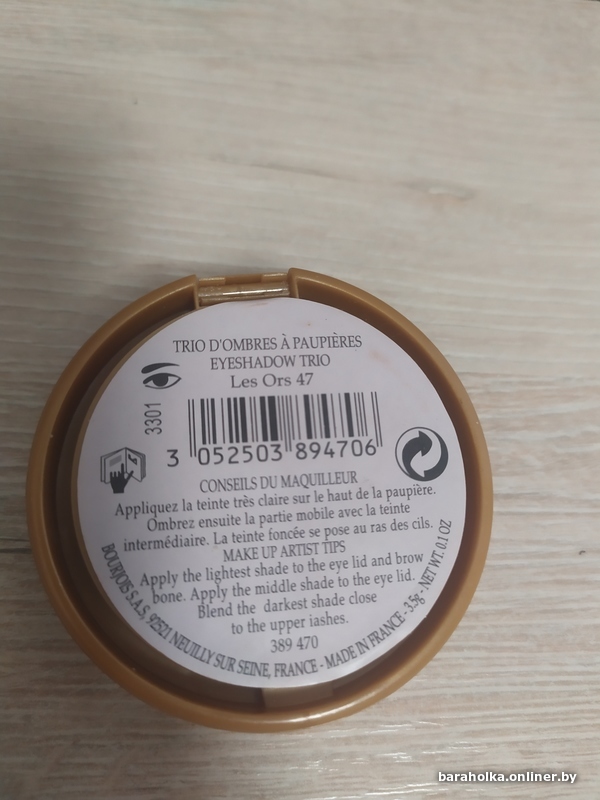 TRIO D'OMBRES À PAUPIÈRES
EYESHADOW TRIO
Les Ors 47
3301
3 052503 894706
CONSEILS DU MAQUILLEUR
Appliquez la teinte très claire sur le haut de la paupière.
Ombrez ensuite la partie mobile avec la teinte
intermédiaire. La teinte foncée se pose au ras des cils.
MAKE UP ARTIST TIPS
Apply the lightest shade to the eye lid and brow
bone. Apply the middle shade to the eye lid.
Blend the darkest shade close
to the upper iashes.
389 470
BOURJOIS S.A.S, 92521 NEUILLY SUR SEINE, FRANCE - MADE IN FRANCE - 3.5g - NET WT. 0.1 OZ
baraholka.onliner.by